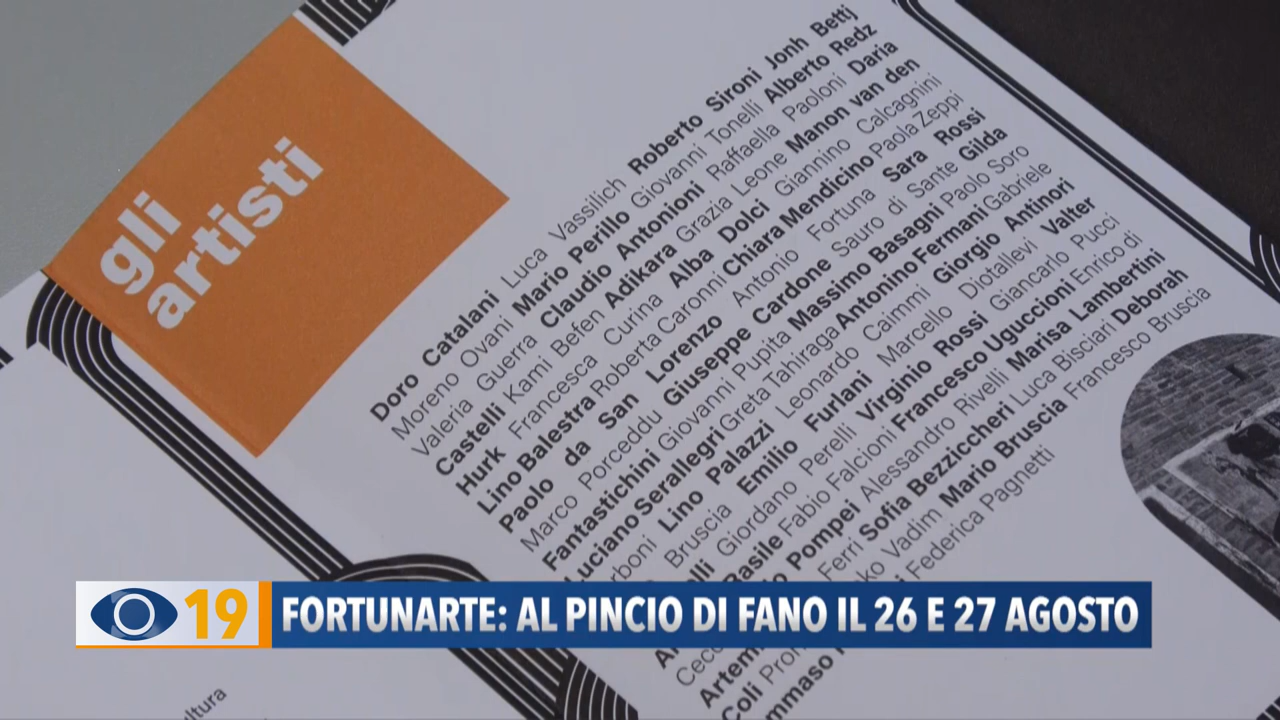 gli
artisti
Doro Catalani Luca Vassilich Roberto Sironi Jonh Bettj
Moreno Ovani Mario Perillo Giovanni Tonelli Alberto Redz
Valeria Guerra Claudio Antonioni Raffaella Paoloni Daria
Castelli Kami Befen Adikara Grazia Leone Manon van den
Hurk Francesca Curina Alba Dolci Giannino Calcagnini
Lino Balestra Roberta Caronni Chiara Mendicino Paola Zeppi
Paolo da San Lorenzo Antonio Fortuna Sara Rossi
Marco Porceddu Giuseppe Cardone Sauro di Sante Gilda
Fantastichini Giovanni Pupita Massimo Basagni Paolo Soro
Luciano Serallegri Greta Tahiraga Antonino Fermani Gabriele
Lino Palazzi Leonardo Caimmi Giorgio Antinori
Bruscia Emilio Furlani Marcello Diotallevi Valter
Giordano Perelli Virginio Rossi Giancarlo Pucci
Basile Fabio Falcioni Francesco Uguccioni Enrico di
Pompei Alessandro Rivelli Marisa Lambertini
Ferri Sofia Bezziccheri Luca Bisciari Deborah
Coli Vadim Mario Bruscia Francesco Bruscia
Federica Pagnetti
19 FORTUNARTE: AL PINCIO DI FANO IL 26 E 27 AGOSTO